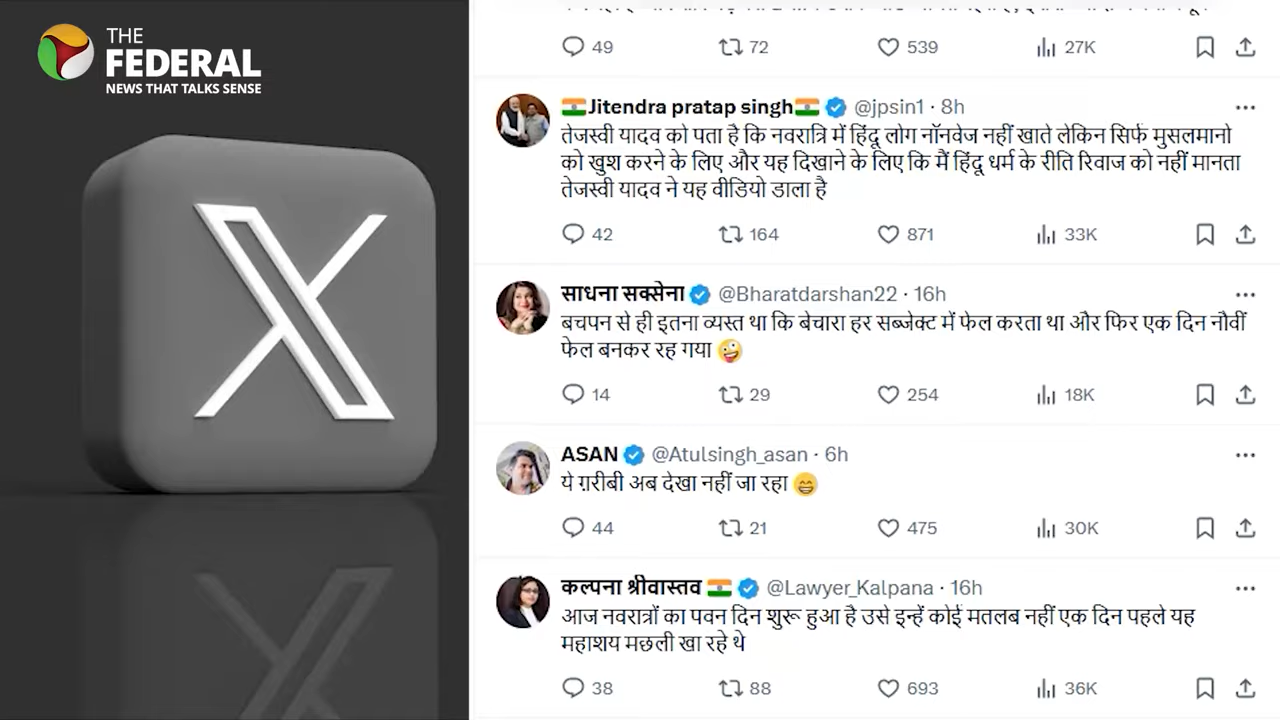 THE
FEDERAL
NEWS THAT TALKS SENSE
49 72 539 27K
Jitendra pratap singh @jpsin1 · 8h
तेजस्वी यादव को पता है कि नवरात्रि में हिंदू लोग नॉनवेज नहीं खाते लेकिन सिर्फ मुसलमानो
को खुश करने के लिए और यह दिखाने के लिए कि मैं हिंदू धर्म के रीति रिवाज को नहीं मानता
तेजस्वी यादव ने यह वीडियो डाला है
42 164 871 33K
साधना सक्सेना @Bharatdarshan22 · 16h
बचपन से ही इतना व्यस्त था कि बेचारा हर सब्जेक्ट में फेल करता था और फिर एक दिन नौवीं
फेल बनकर रह गया 🤪
14 29 254 18K
ASAN @Atulsingh_asan · 6h
ये ग़रीबी अब देखा नहीं जा रहा 😁
44 21 475 30K
कल्पना श्रीवास्तव @Lawyer_Kalpana · 16h
आज नवरात्रों का पवन दिन शुरू हुआ है उसे इन्हें कोई मतलब नहीं एक दिन पहले यह
महाशय मछली खा रहे थे
38 88 693 36K